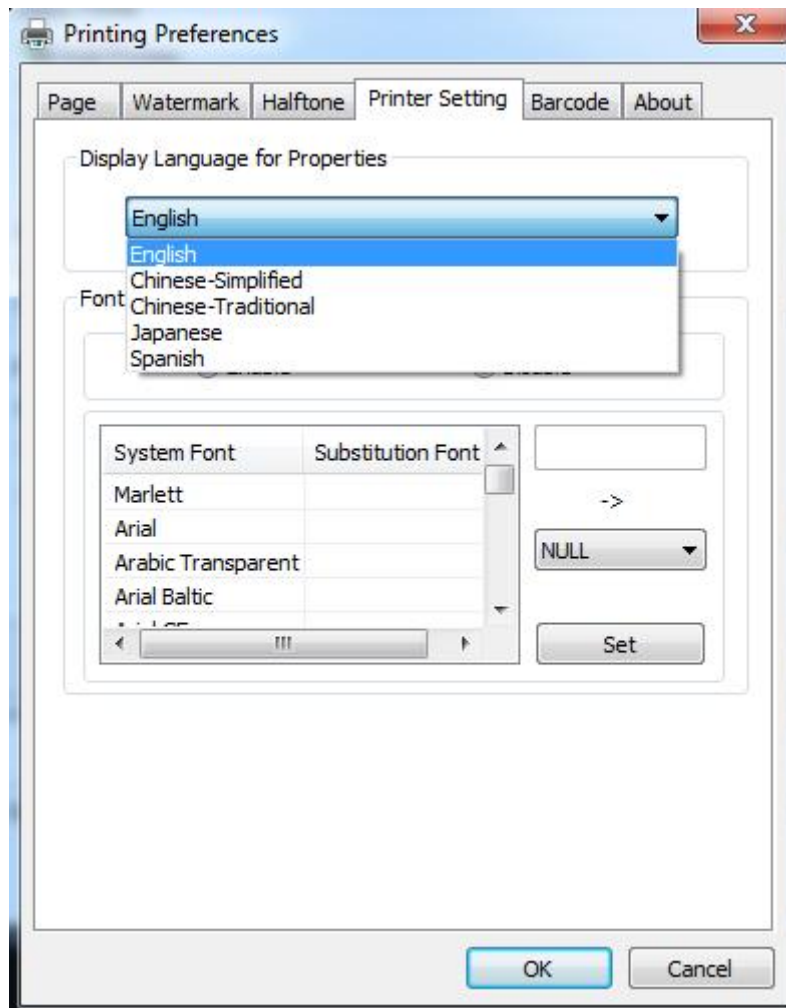 Printing Preferences
Page Watermark Halftone Printer Setting Barcode About
Display Language for Properties
English
English
Chinese-Simplified
Chinese-Traditional
Japanese
Spanish
Font
System Font Substitution Font
Marlett
->
Arial
NULL
Arabic Transparent
Arial Baltic
Set
OK Cancel